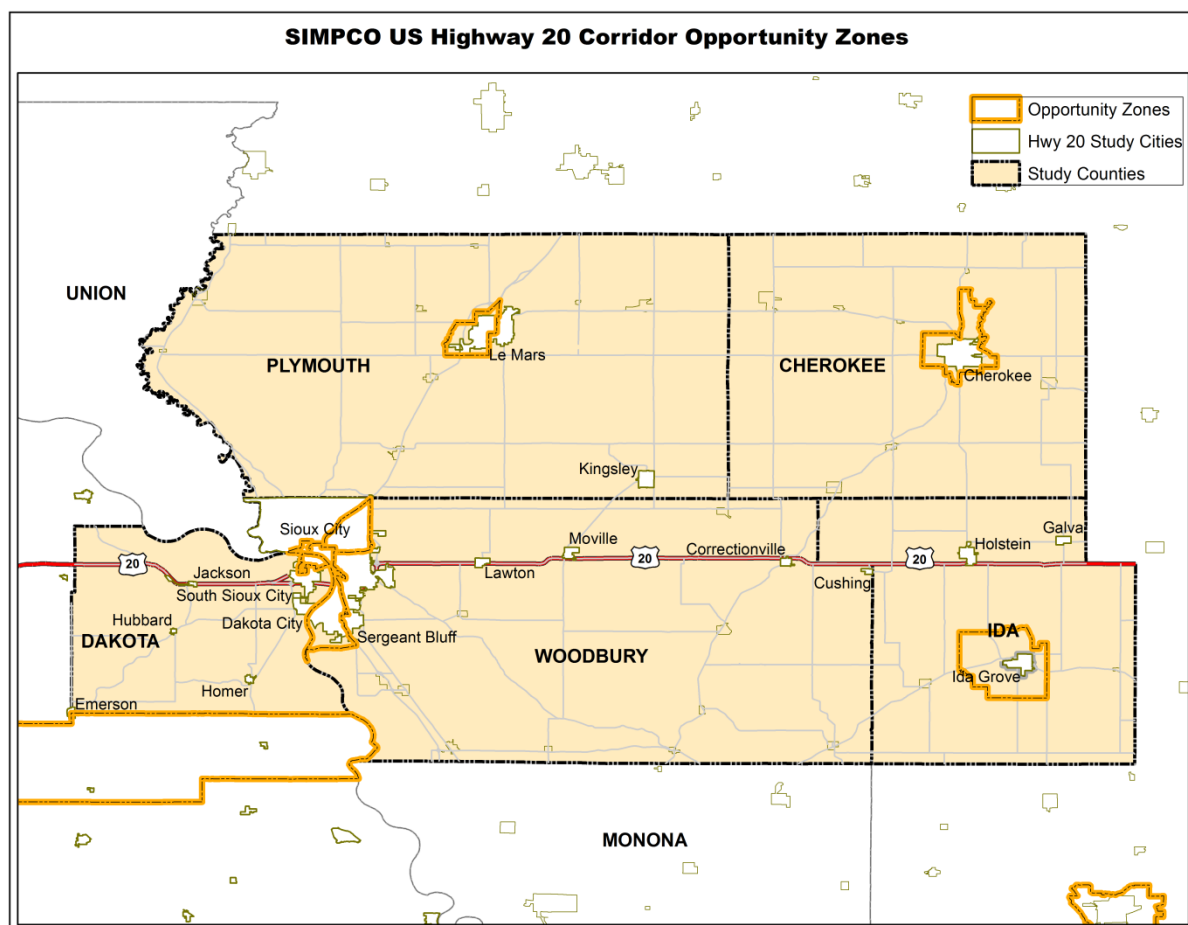 SIMPCO US Highway 20 Corridor Opportunity Zones
Opportunity Zones
Hwy 20 Study Cities
Study Counties
UNION
PLYMOUTH
Le Mars
CHEROKEE
Cherokee
Kingsley
Sioux City
Moville
20
Correctionville
Galva
Holstein
20
20
Jackson
Lawton
Cushing
South Sioux City
Hubbard
Dakota City
DAKOTA
Sergeant Bluff
WOODBURY
IDA
Ida Grove
Homer
Emerson
MONONA